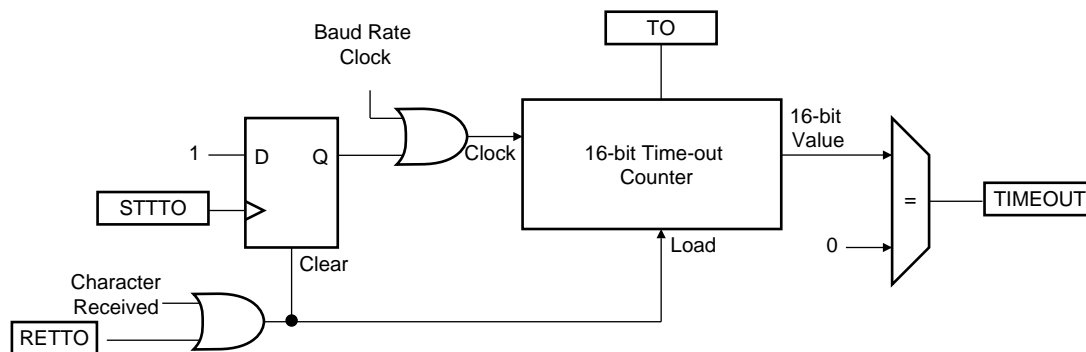 Baud Rate
Clock
TO
1
D
Q
Clock
16-bit Time-out
Counter
16-bit
Value
=
TIMEOUT
STTTO
Clear
Load
0
Character
Received
RETTO